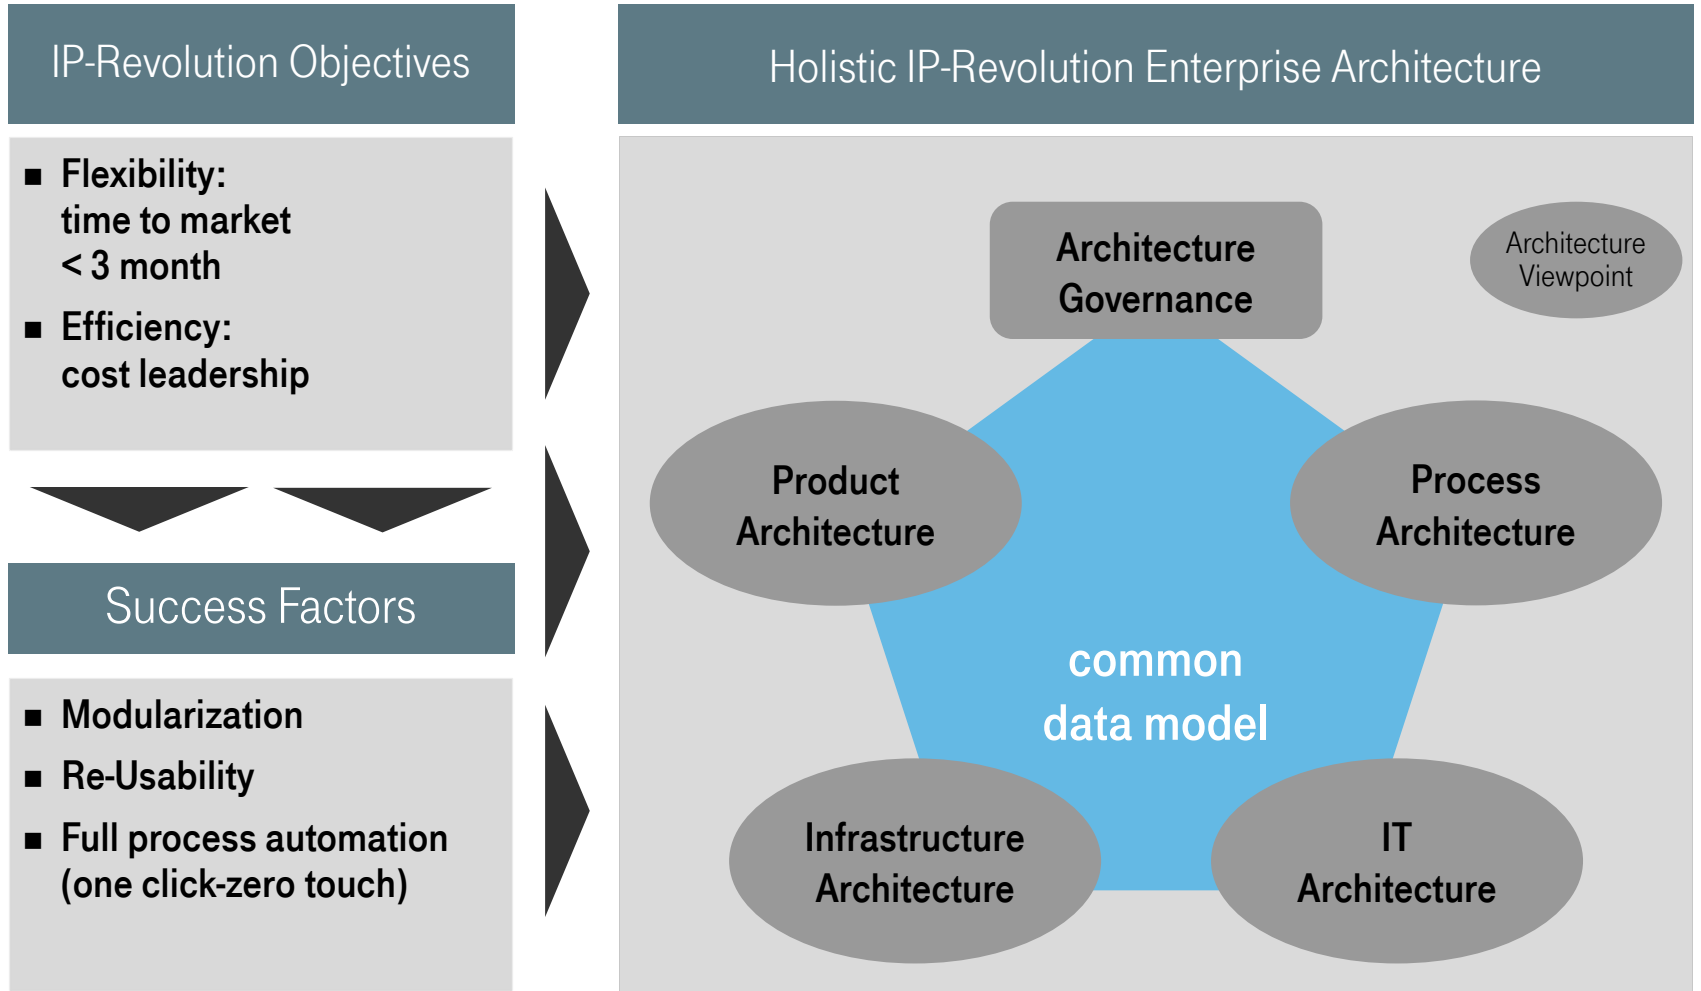 IP-Revolution Objectives
■ Flexibility:
time to market
< 3 month
■ Efficiency:
cost leadership
Success Factors
■ Modularization
■ Re-Usability
■ Full process automation
(one click-zero touch)
Holistic IP-Revolution Enterprise Architecture
Architecture
Governance
Architecture
Viewpoint
Product
Architecture
Process
Architecture
common
data model
Infrastructure
Architecture
IT
Architecture